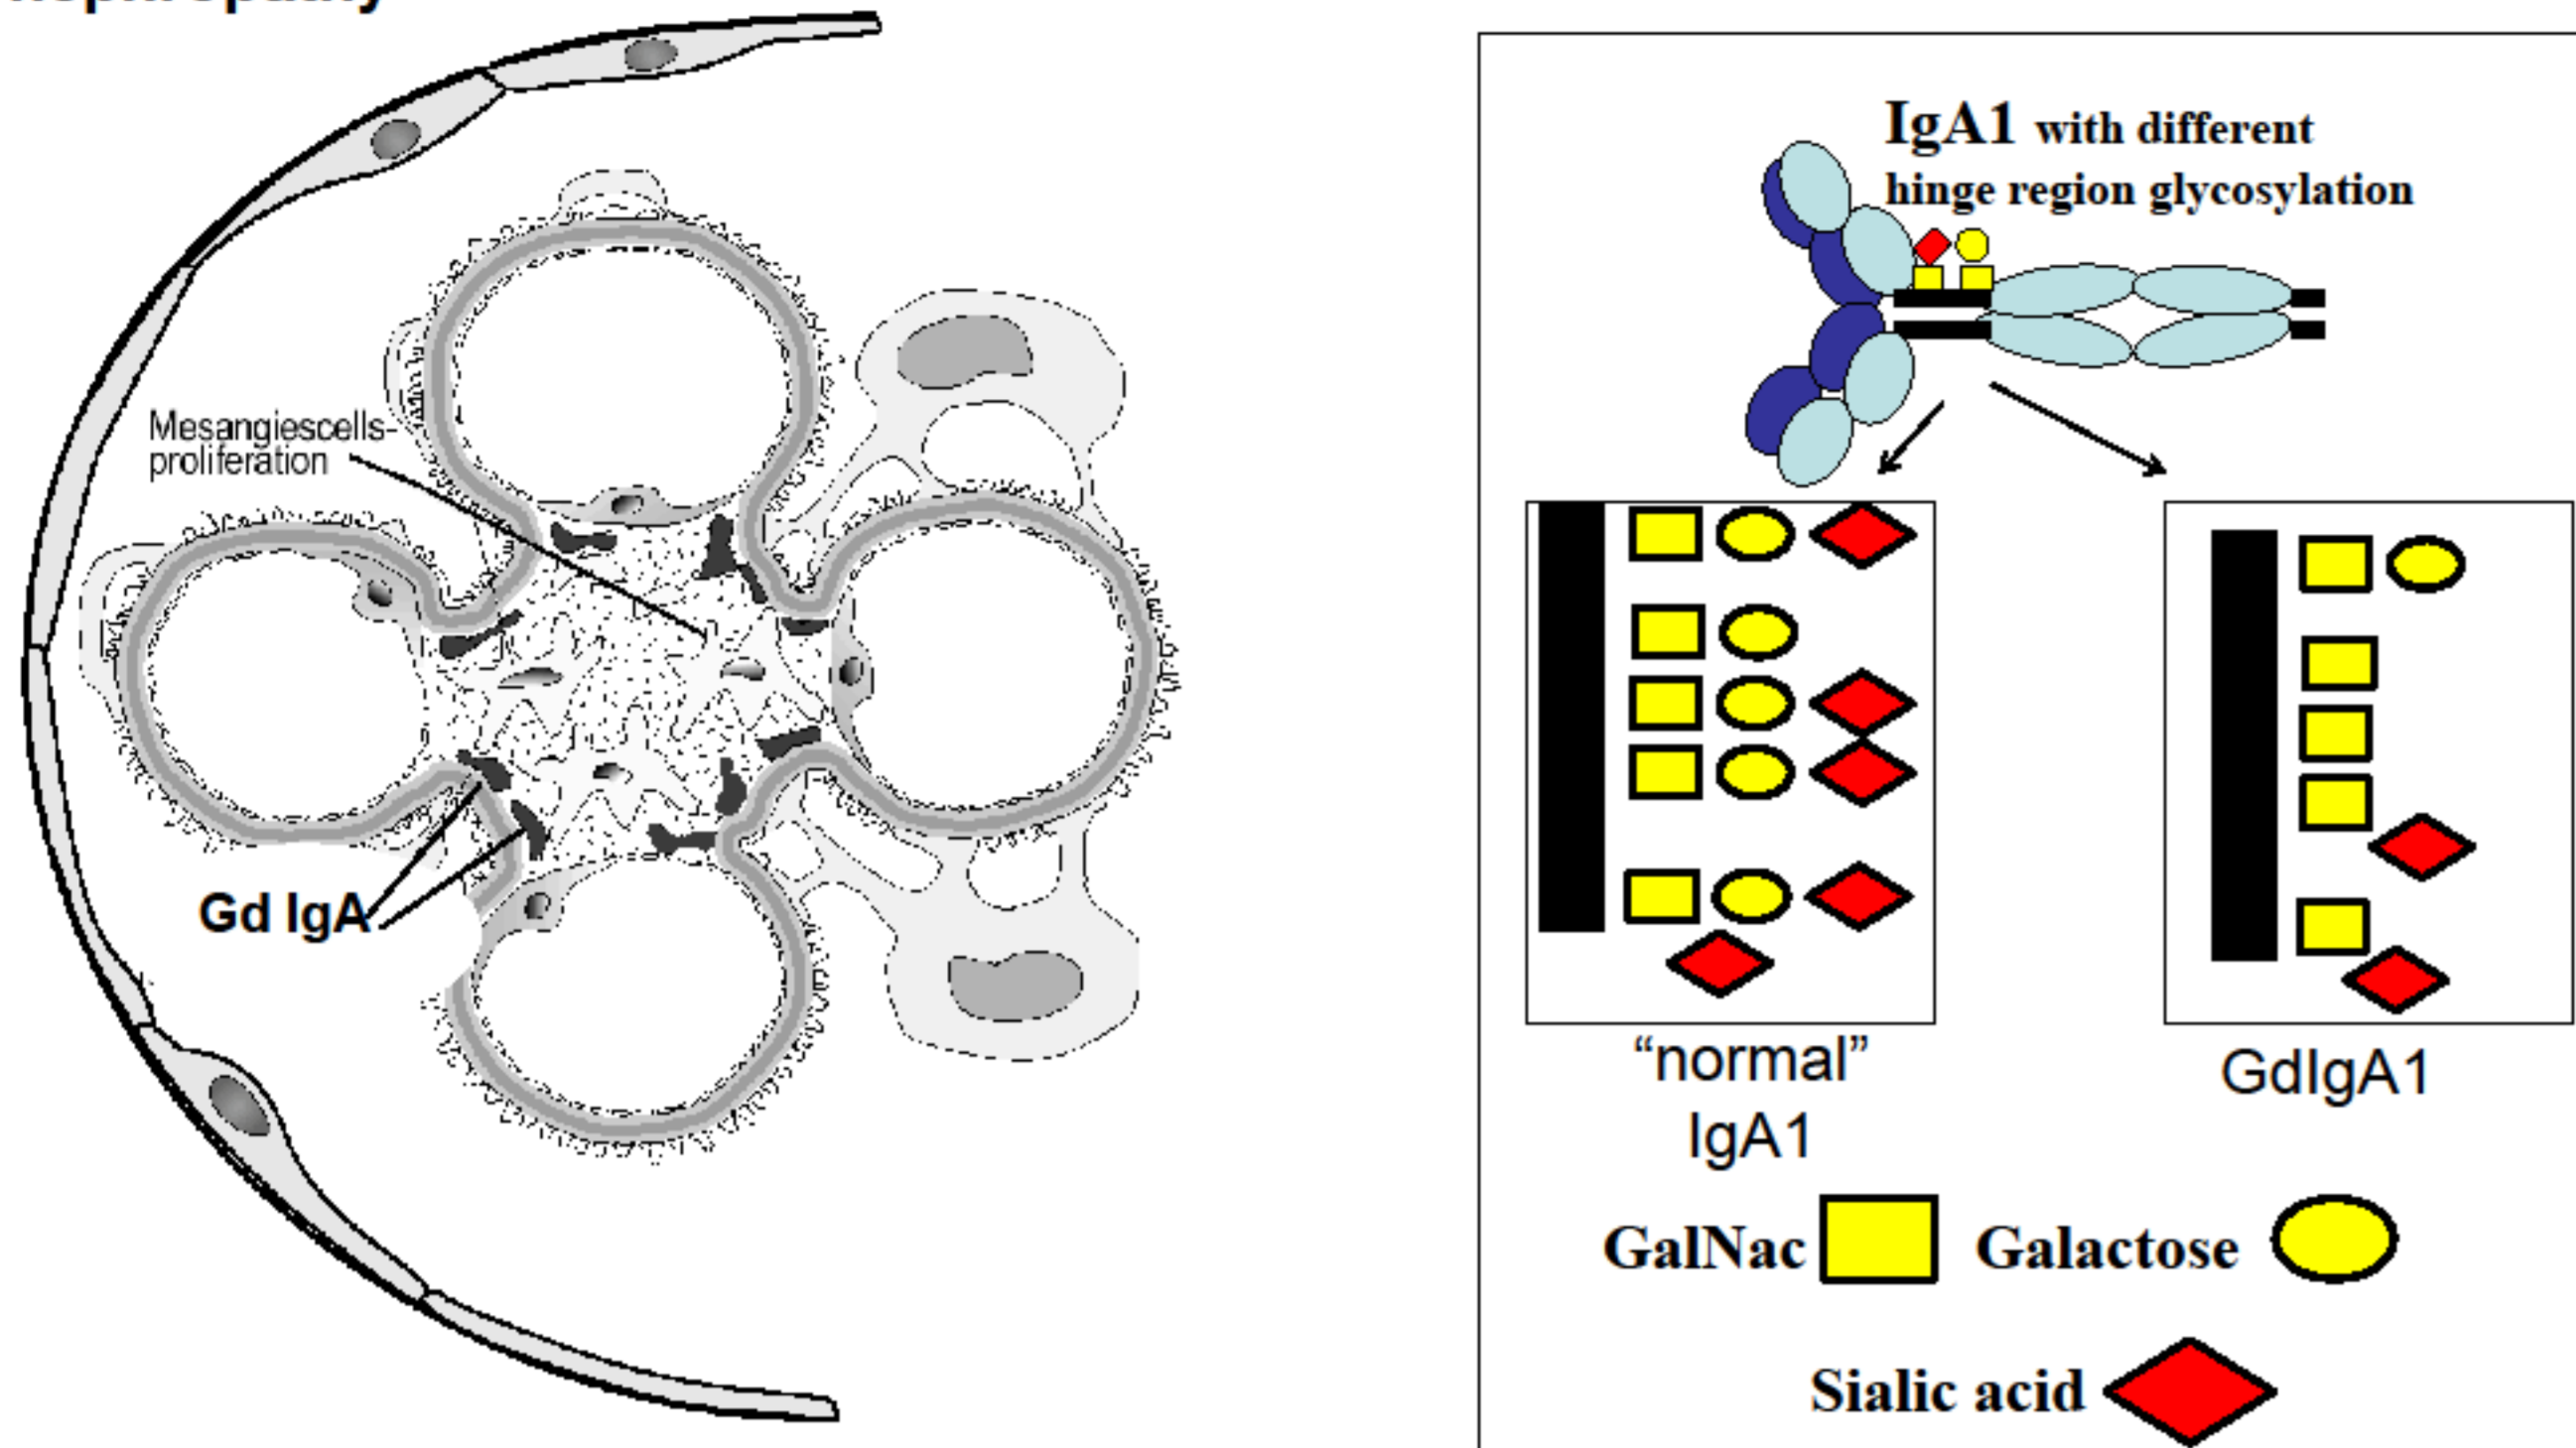 Mesangiescells-
proliferation
Gd IgA
IgA1 with different
hinge region glycosylation
“normal”
IgA1
GdIgA1
GalNac
Galactose
Sialic acid